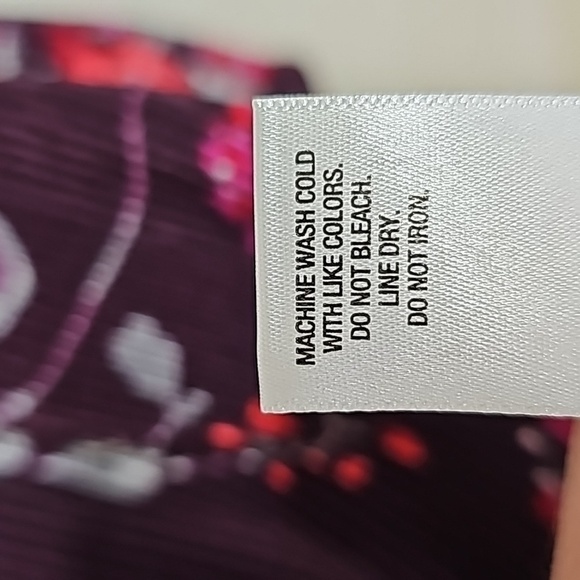 MACHINE WASH COLD
WITH LIKE COLORS.
DO NOT BLEACH.
LINE DRY.
DO NOT IRON.